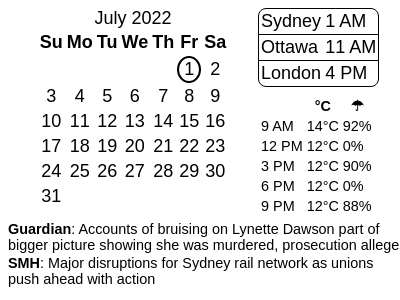 July 2022
Su Mo Tu We Th Fr Sa
1 2
3 4 5 6 7 8 9
10 11 12 13 14 15 16
17 18 19 20 21 22 23
24 25 26 27 28 29 30
31
Sydney 1 AM
Ottawa 11 AM
London 4 PM
°C ☂
9 AM 14°C 92%
12 PM 12°C 0%
3 PM 12°C 90%
6 PM 12°C 0%
9 PM 12°C 88%
Guardian: Accounts of bruising on Lynette Dawson part of
bigger picture showing she was murdered, prosecution allege
SMH: Major disruptions for Sydney rail network as unions
push ahead with action